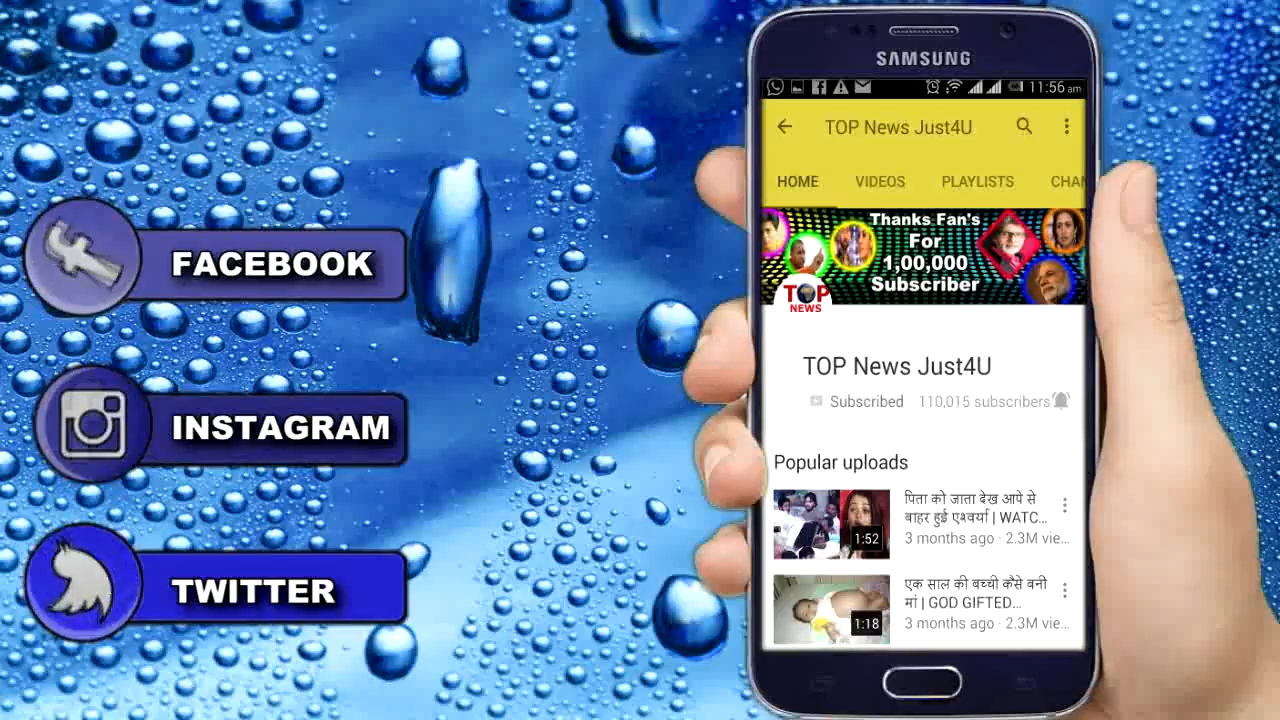 FACEBOOK
INSTAGRAM
TWITTER
SAMSUNG
11:56 am
TOP News Just4U
HOME VIDEOS PLAYLISTS CHAN
Thanks Fan's
For
1,00,000
Subscriber
TOP
NEWS
TOP News Just4U
Subscribed 110,015 subscribers
Popular uploads
पिता को जाता देख आपे से
बाहर हुई एश्वर्या | WATC...
3 months ago · 2.3M vie...
1:52
एक साल की बच्ची कैसे बनी
मां | GOD GIFTED...
3 months ago · 2.3M vie...
1:18